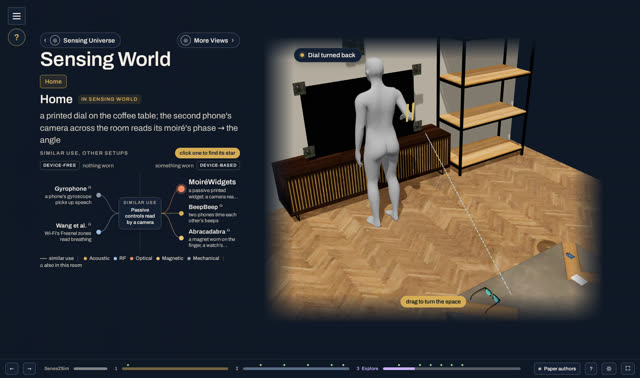 ?
‹ Sensing Universe
More Views ›
Sensing World
Home
Home IN SENSING WORLD
a printed dial on the coffee table; the second phone's
camera across the room reads its moiré's phase → the
angle
SIMILAR USE, OTHER SETUPS
click one to find its star
DEVICE-FREE nothing worn
something worn DEVICE-BASED
Gyrophone
a phone's gyroscope
picks up speech
Wang et al.
Wi-Fi's Fresnel zones
read breathing
SIMILAR USE
Passive
controls read
by a camera
MoiréWidgets
a passive printed
widget: a camera rea…
BeepBeep
two phones time each
other's beeps
Abracadabra
a magnet worn on the
finger, a watch's…
similar use
Acoustic
RF
Optical
Magnetic
Mechanical
also in this room
Dial turned back
drag to turn the space
← →
1
2
3 Explore
Paper authors
?